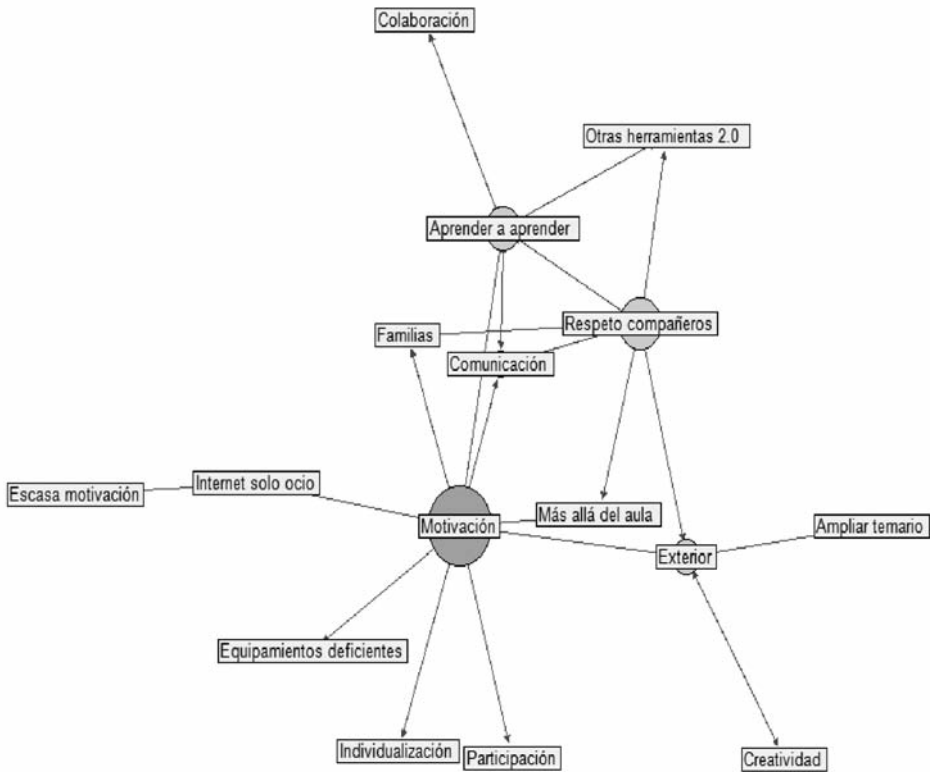 Colaboración
Otras herramientas 2.0
Aprender a aprender
Respeto compañeros
Familias
Comunicación
Internet solo ocio
Escasa motivación
Más allá del aula
Motivación
Ampliar temario
Exterior
Equipamientos deficientes
Individualización
Participación
Creatividad